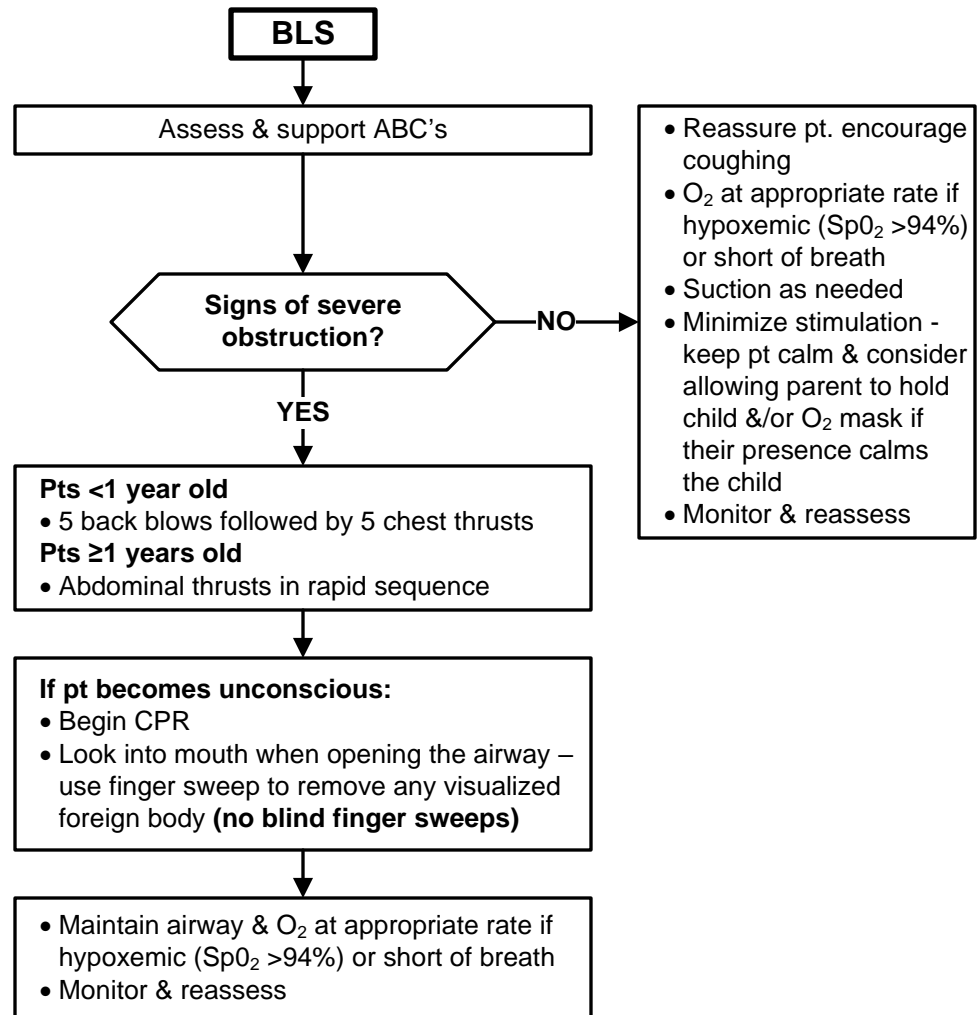 BLS
Assess & support ABC's
Signs of severe
obstruction?
NO
• Reassure pt. encourage
coughing
• O₂ at appropriate rate if
hypoxemic (Sp0₂ >94%)
or short of breath
• Suction as needed
• Minimize stimulation -
keep pt calm & consider
allowing parent to hold
child &/or O₂ mask if
their presence calms
the child
• Monitor & reassess
YES
Pts <1 year old
• 5 back blows followed by 5 chest thrusts
Pts ≥1 years old
• Abdominal thrusts in rapid sequence
If pt becomes unconscious:
• Begin CPR
• Look into mouth when opening the airway –
use finger sweep to remove any visualized
foreign body (no blind finger sweeps)
• Maintain airway & O₂ at appropriate rate if
hypoxemic (Sp0₂ >94%) or short of breath
• Monitor & reassess